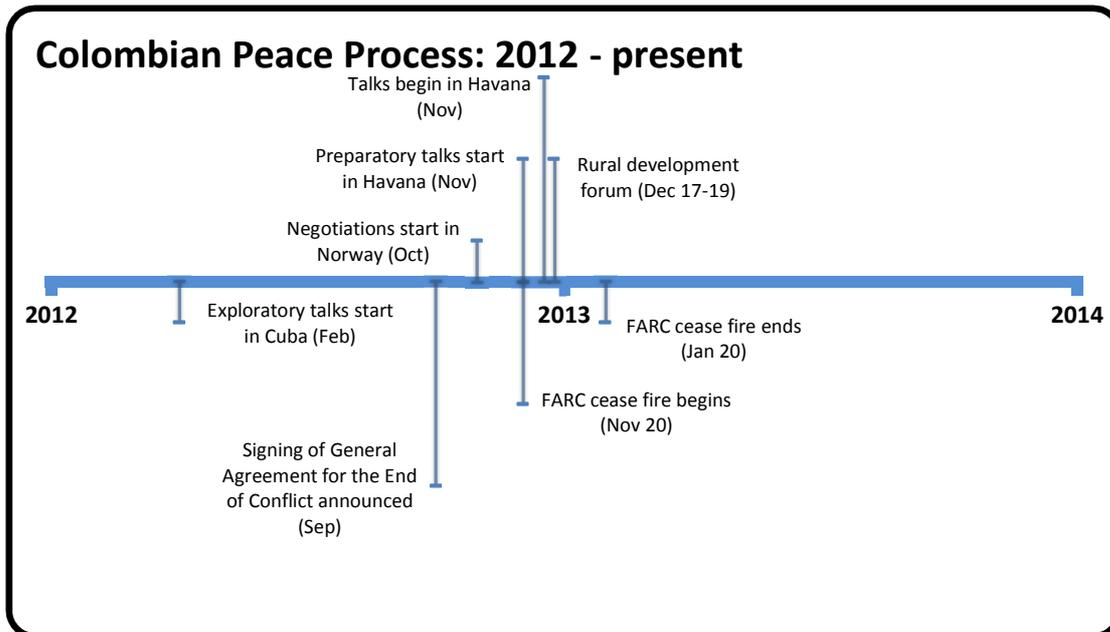 Colombian Peace Process: 2012 - present
Talks begin in Havana
(Nov)
Preparatory talks start
in Havana (Nov)
Rural development
forum (Dec 17-19)
Negotiations start in
Norway (Oct)
2012
2013
2014
Exploratory talks start
in Cuba (Feb)
FARC cease fire ends
(Jan 20)
FARC cease fire begins
(Nov 20)
Signing of General
Agreement for the End
of Conflict announced
(Sep)